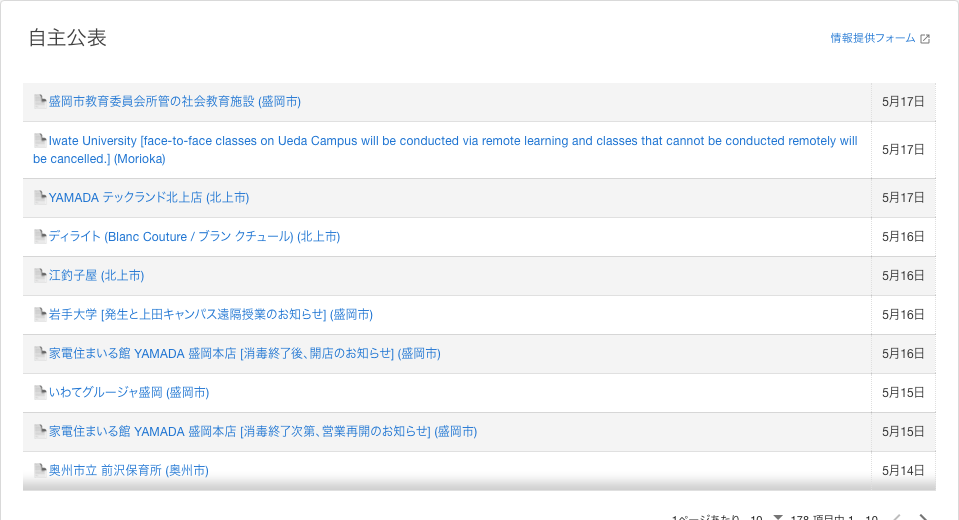 自主公表
情報提供フォーム
盛岡市教育委員会所管の社会教育施設 (盛岡市)
5月17日
Iwate University [face-to-face classes on Ueda Campus will be conducted via remote learning and classes that cannot be conducted remotely will
be cancelled.] (Morioka)
5月17日
YAMADA テックランド北上店 (北上市)
5月17日
ディライト (Blanc Couture / ブラン クチュール) (北上市)
5月16日
江釣子屋 (北上市)
5月16日
岩手大学 [発生と上田キャンパス遠隔授業のお知らせ] (盛岡市)
5月16日
家電住まいる館 YAMADA 盛岡本店 [消毒終了後、開店のお知らせ] (盛岡市)
5月16日
いわてグルージャ盛岡 (盛岡市)
5月15日
家電住まいる館 YAMADA 盛岡本店 [消毒終了次第、営業再開のお知らせ] (盛岡市)
5月15日
奥州市立 前沢保育所 (奥州市)
5月14日
1ページあたり 10 178 項目中 1 - 10